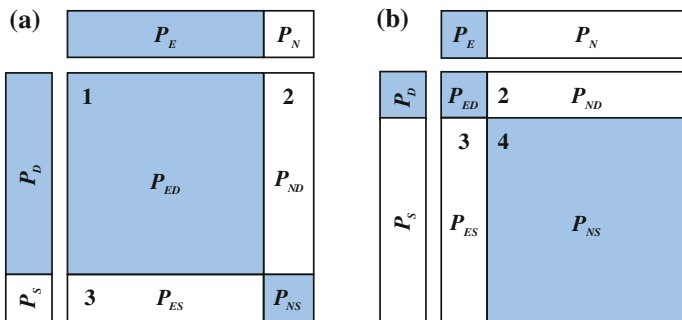 (a)
P_E P_N
1 2
P_D P_ED P_ND
P_S 3 P_ES P_NS
(b)
P_E P_N
P_D P_ED 2 P_ND
3 4
P_S P_ES P_NS